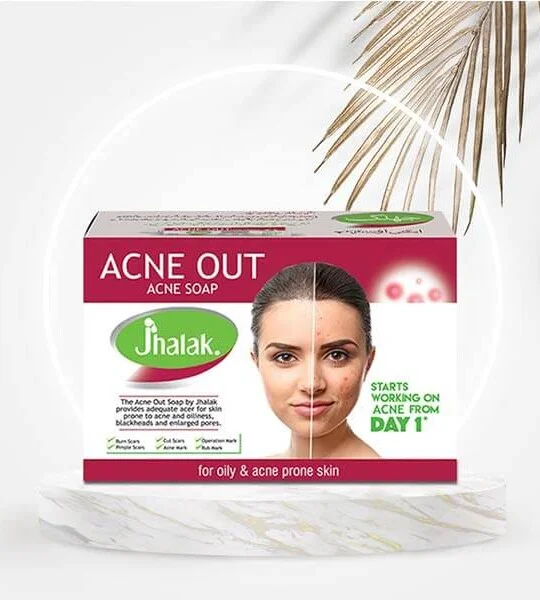 ACNE OUT
ACNE SOAP
Jhalak.
The Acne Out Soap by Jhalak
provides adequate acer for skin
prone to acne and oiliness,
blackheads and enlarged pores.
Burn Scars
Cut Scars
Operation Mark
Pimple Scars
Acne Mark
Rub Mark
STARTS
WORKING ON
ACNE FROM
DAY 1*
for oily & acne prone skin